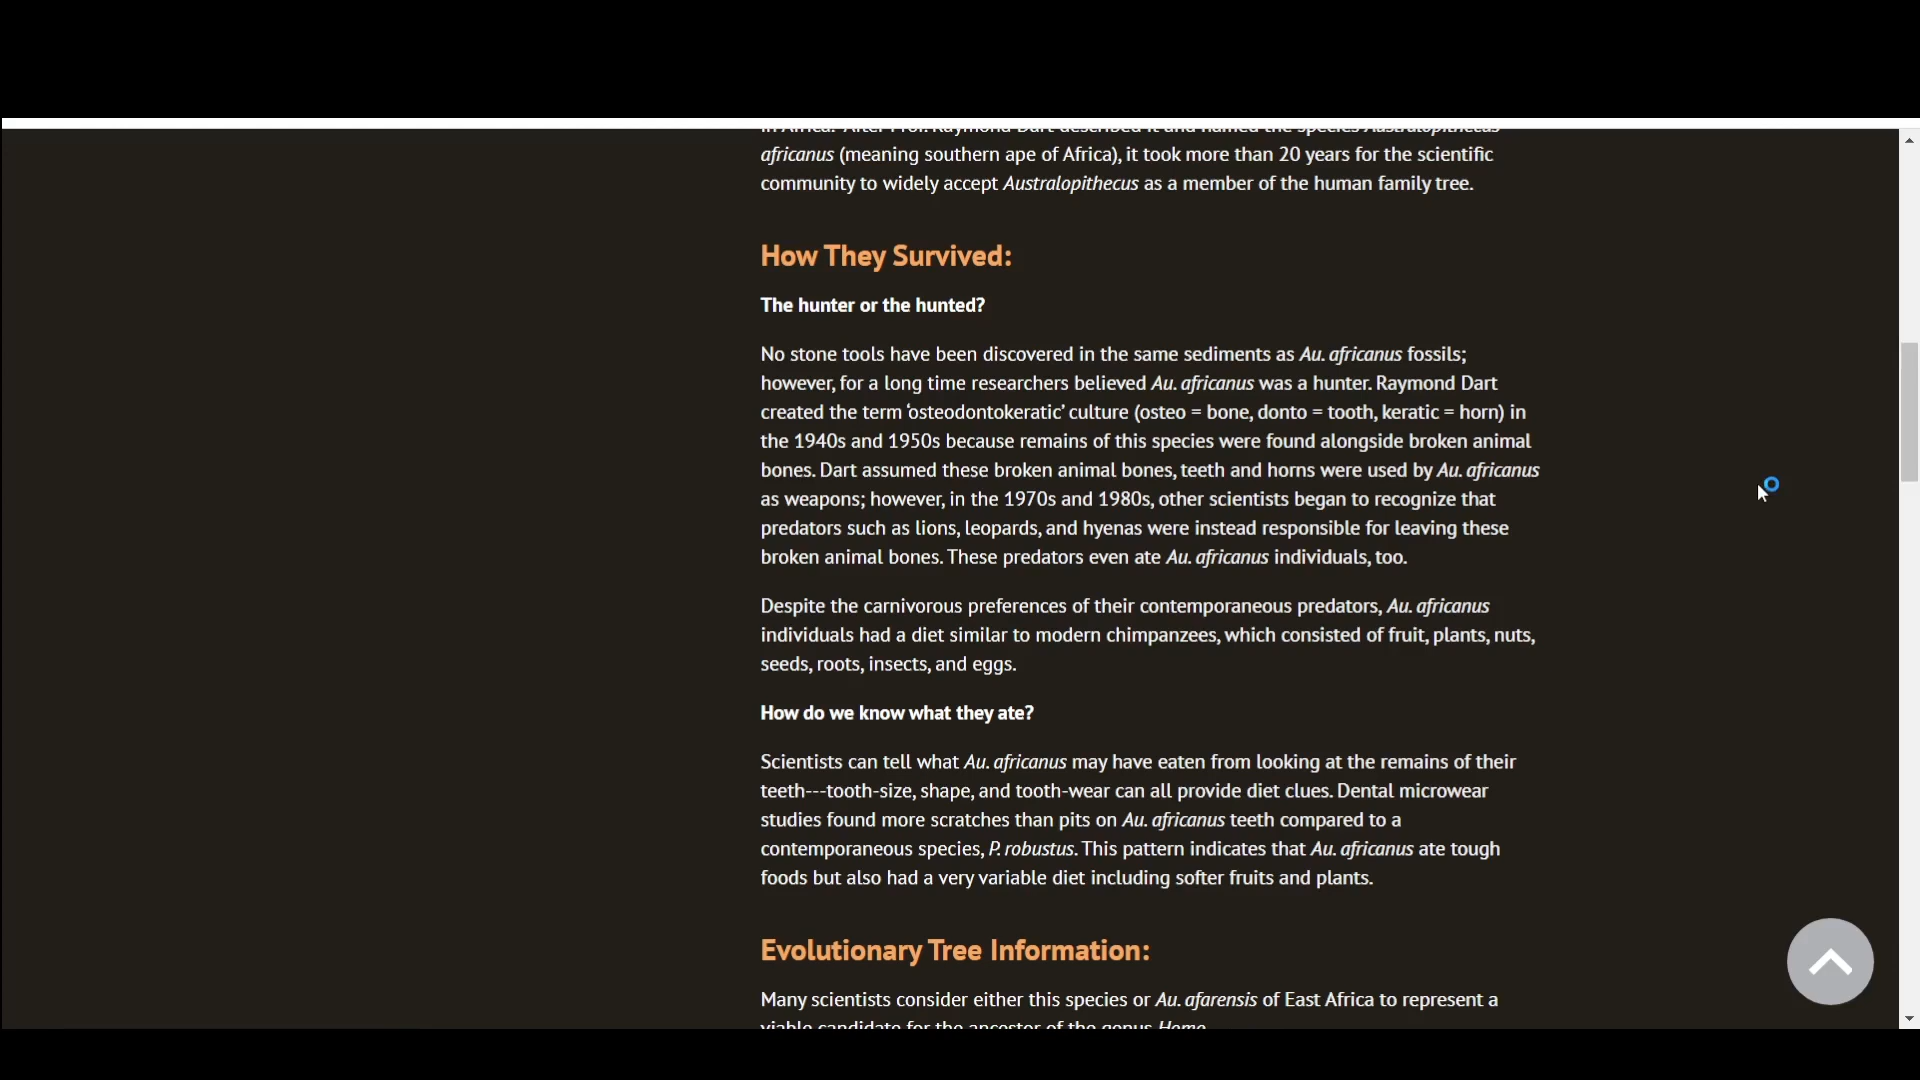 in Africa. After Prof. Raymond Dart described it and named the species Australopithecus
africanus (meaning southern ape of Africa), it took more than 20 years for the scientific
community to widely accept Australopithecus as a member of the human family tree.
How They Survived:
The hunter or the hunted?
No stone tools have been discovered in the same sediments as Au. africanus fossils;
however, for a long time researchers believed Au. africanus was a hunter. Raymond Dart
created the term ‘osteodontokeratic’ culture (osteo = bone, donto = tooth, keratic = horn) in
the 1940s and 1950s because remains of this species were found alongside broken animal
bones. Dart assumed these broken animal bones, teeth and horns were used by Au. africanus
as weapons; however, in the 1970s and 1980s, other scientists began to recognize that
predators such as lions, leopards, and hyenas were instead responsible for leaving these
broken animal bones. These predators even ate Au. africanus individuals, too.
Despite the carnivorous preferences of their contemporaneous predators, Au. africanus
individuals had a diet similar to modern chimpanzees, which consisted of fruit, plants, nuts,
seeds, roots, insects, and eggs.
How do we know what they ate?
Scientists can tell what Au. africanus may have eaten from looking at the remains of their
teeth---tooth-size, shape, and tooth-wear can all provide diet clues. Dental microwear
studies found more scratches than pits on Au. africanus teeth compared to a
contemporaneous species, P. robustus. This pattern indicates that Au. africanus ate tough
foods but also had a very variable diet including softer fruits and plants.
Evolutionary Tree Information:
Many scientists consider either this species or Au. afarensis of East Africa to represent a
viable candidate for the ancestor of the genus Homo.